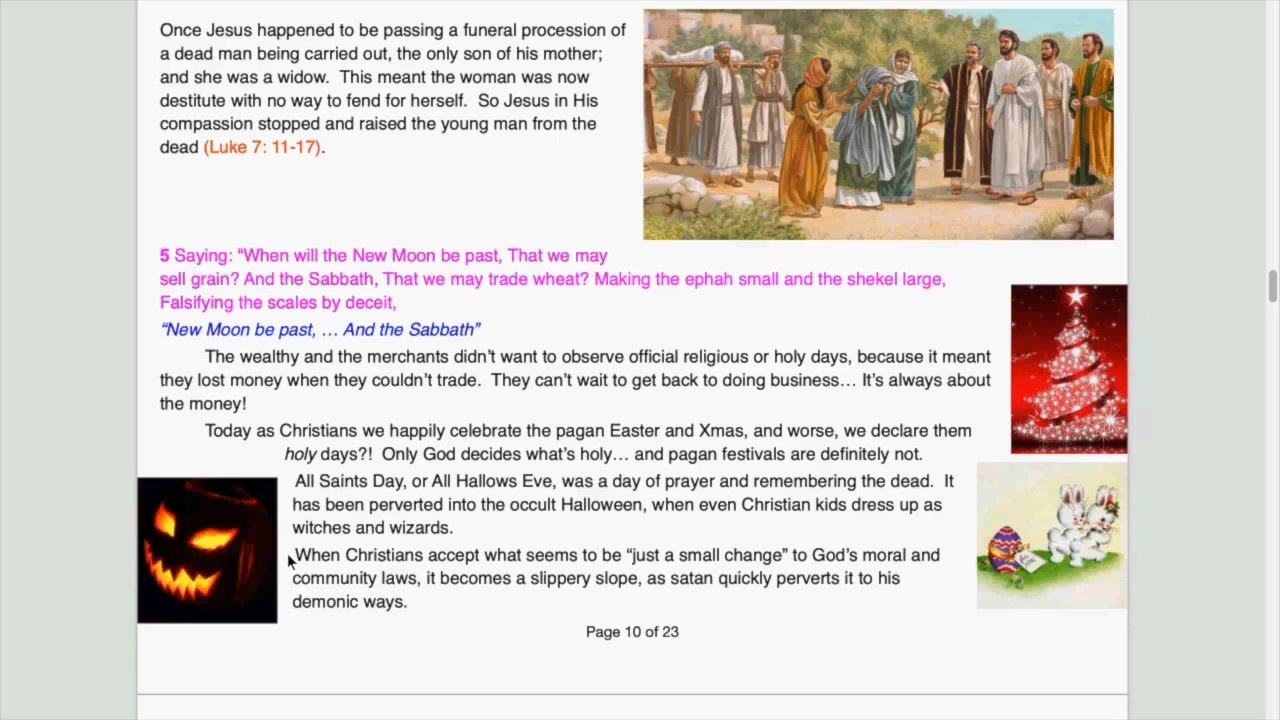 Once Jesus happened to be passing a funeral procession of
a dead man being carried out, the only son of his mother;
and she was a widow.  This meant the woman was now
destitute with no way to fend for herself.  So Jesus in His
compassion stopped and raised the young man from the
dead (Luke 7: 11-17).
5 Saying: “When will the New Moon be past, That we may
sell grain? And the Sabbath, That we may trade wheat? Making the ephah small and the shekel large,
Falsifying the scales by deceit,
“New Moon be past, … And the Sabbath”
The wealthy and the merchants didn’t want to observe official religious or holy days, because it meant
they lost money when they couldn’t trade.  They can’t wait to get back to doing business… It’s always about
the money!
Today as Christians we happily celebrate the pagan Easter and Xmas, and worse, we declare them
holy days?!  Only God decides what’s holy… and pagan festivals are definitely not.
All Saints Day, or All Hallows Eve, was a day of prayer and remembering the dead.  It
has been perverted into the occult Halloween, when even Christian kids dress up as
witches and wizards.
When Christians accept what seems to be “just a small change” to God’s moral and
community laws, it becomes a slippery slope, as satan quickly perverts it to his
demonic ways.
Page 10 of 23